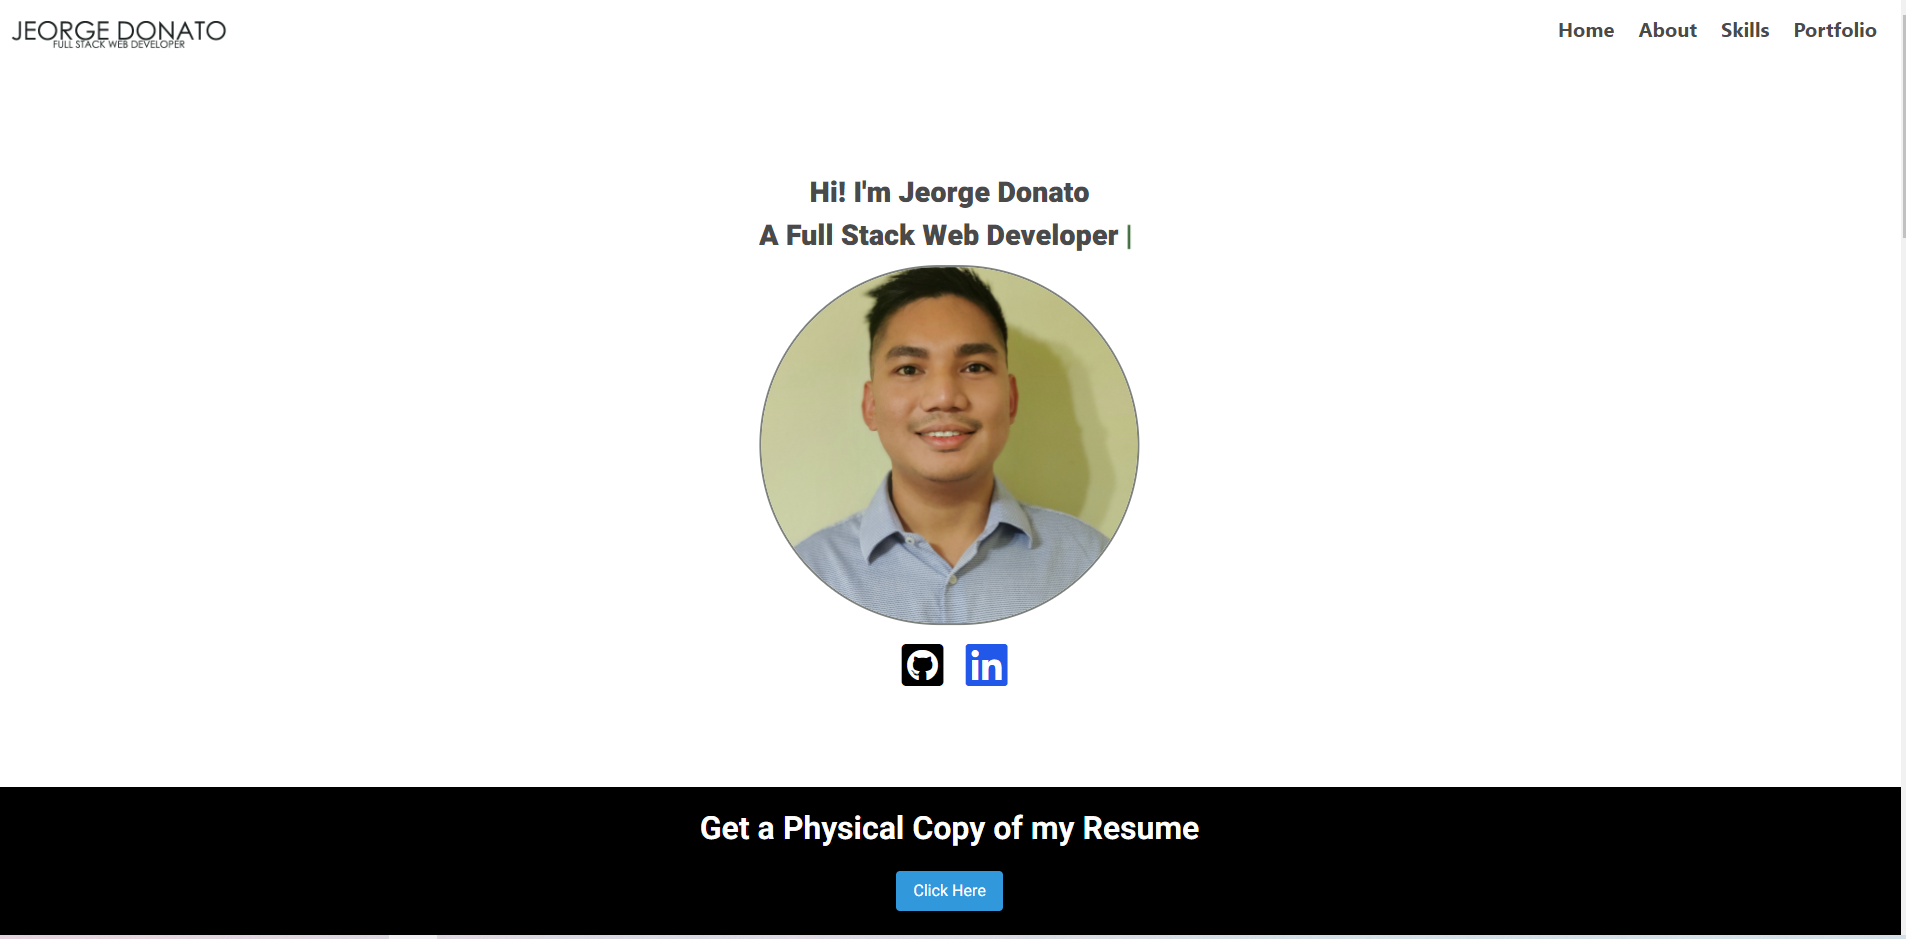 JEORGE DONATO
FULL STACK WEB DEVELOPER
Home About Skills Portfolio
Hi! I'm Jeorge Donato
A Full Stack Web Developer |
in
Get a Physical Copy of my Resume
Click Here